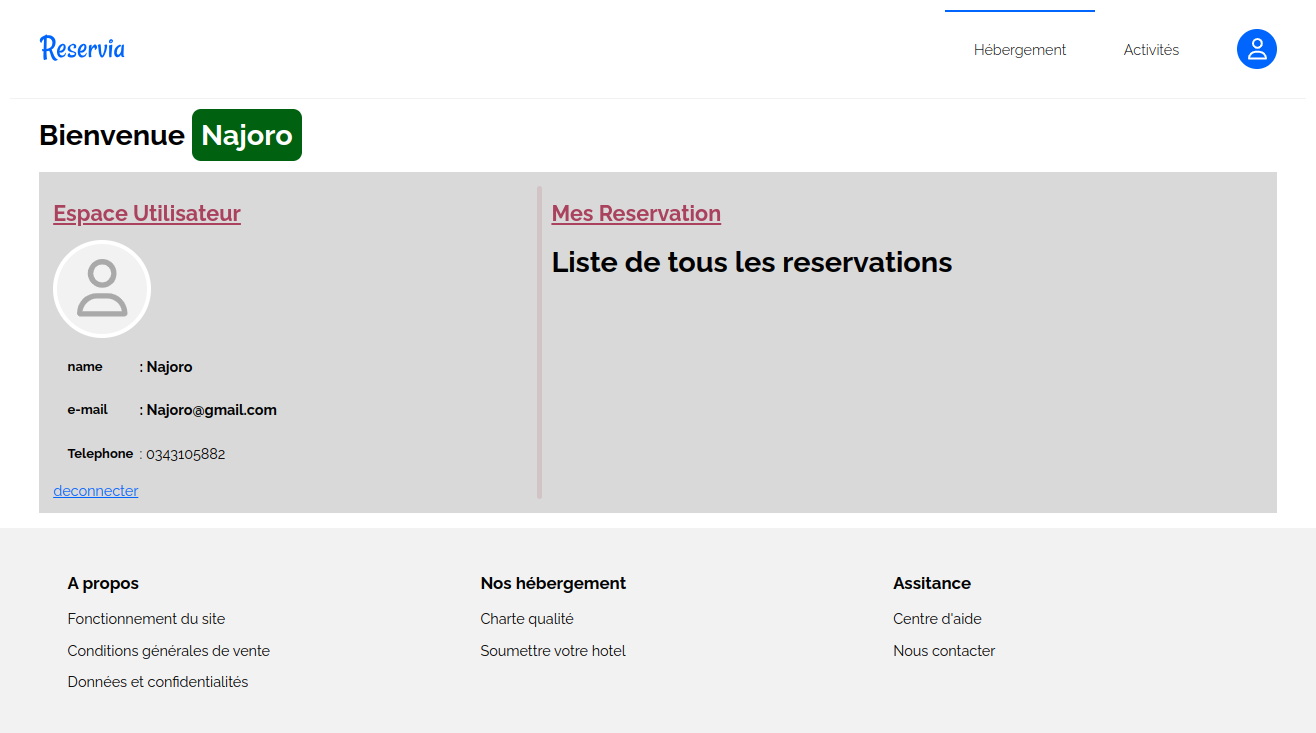 Reservia
Hébergement
Activités
Bienvenue Najoro
Espace Utilisateur
name : Najoro
e-mail : Najoro@gmail.com
Telephone : 0343105882
deconnecter
Mes Reservation
Liste de tous les reservations
A propos
Fonctionnement du site
Conditions générales de vente
Données et confidentialités
Nos hébergement
Charte qualité
Soumettre votre hotel
Assitance
Centre d'aide
Nous contacter